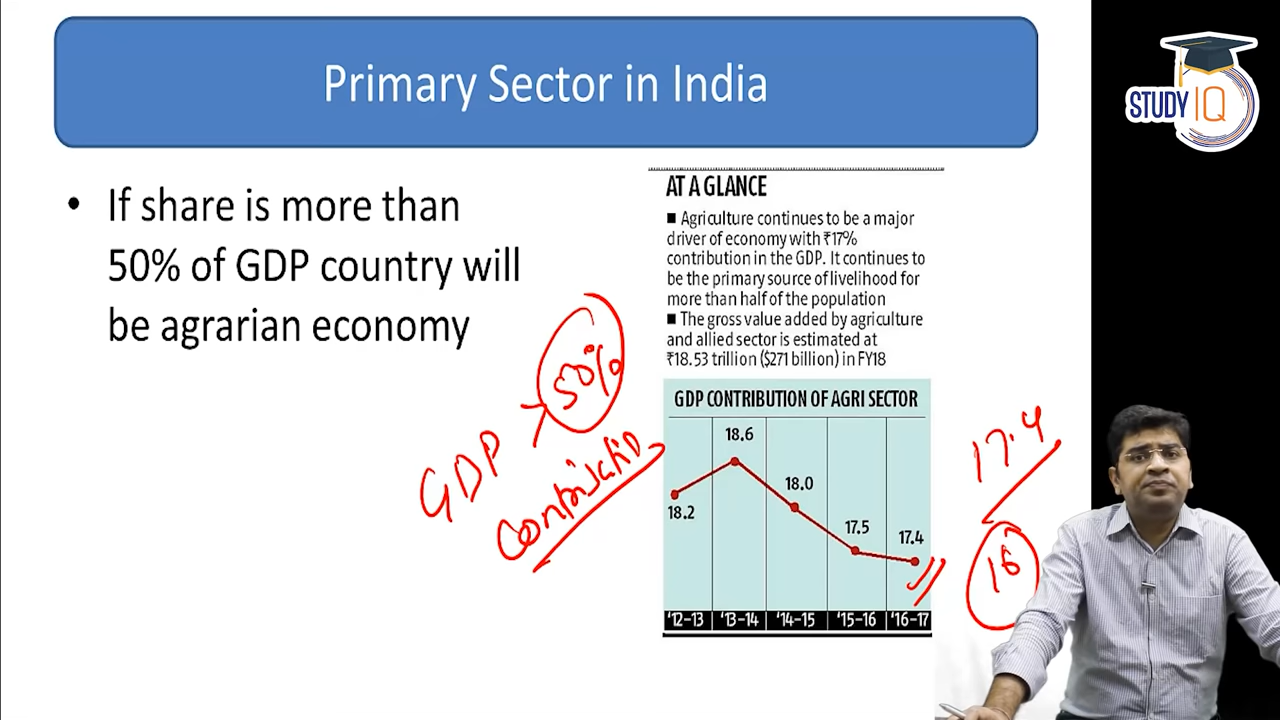 Primary Sector in India
STUDY IQ
• If share is more than
50% of GDP country will
be agrarian economy
AT A GLANCE
■ Agriculture continues to be a major
driver of economy with ₹17%
contribution in the GDP. It continues to
be the primary source of livelihood for
more than half of the population
■ The gross value added by agriculture
and allied sector is estimated at
₹18.53 trillion ($271 billion) in FY18
GDP CONTRIBUTION OF AGRI SECTOR
18.6
18.0
18.2
17.5
17.4
'12–13 '13–14 '14–15 '15–16 '16–17
GDP > 50%
17.4
16